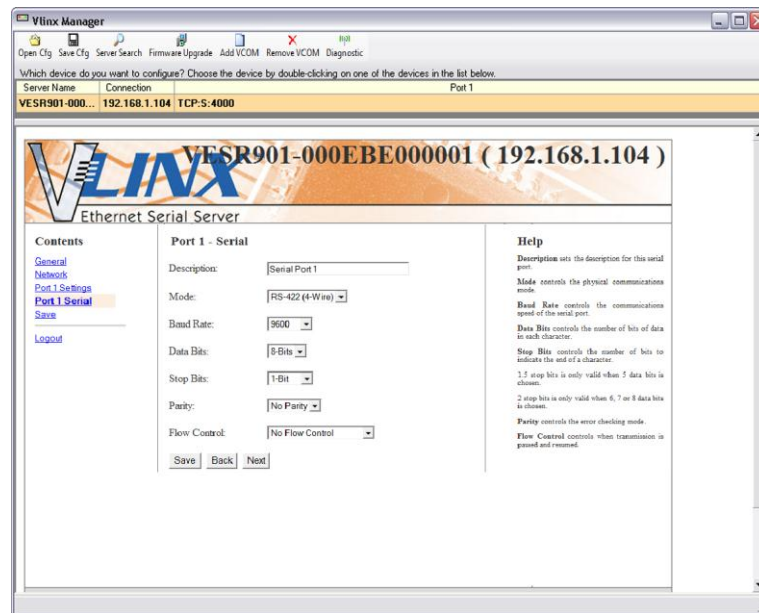 Vlinx Manager
Open Cfg Save Cfg Server Search Firmware Upgrade Add VCOM Remove VCOM Diagnostic
Which device do you want to configure? Choose the device by double-clicking on one of the devices in the list below.
Server Name Connection Port 1
VESR901-000... 192.168.1.104 TCP:S:4000
VLINX
VESR901-000EBE000001 ( 192.168.1.104 )
Ethernet Serial Server
Contents
General
Network
Port 1 Settings
Port 1 Serial
Save
Logout
Port 1 - Serial
Description: Serial Port 1
Mode: RS-422 (4-Wire)
Baud Rate: 9600
Data Bits: 8-Bits
Stop Bits: 1-Bit
Parity: No Parity
Flow Control: No Flow Control
Save Back Next
Help
Description sets the description for this serial
port.
Mode controls the physical communications
mode.
Baud Rate controls the communications
speed of the serial port.
Data Bits controls the number of bits of data
in each character.
Stop Bits controls the number of bits to
indicate the end of a character.
1.5 stop bits is only valid when 5 data bits is
chosen.
2 stop bits is only valid when 6, 7 or 8 data bits
is chosen.
Parity controls the error checking mode.
Flow Control controls when transmission is
paused and resumed.